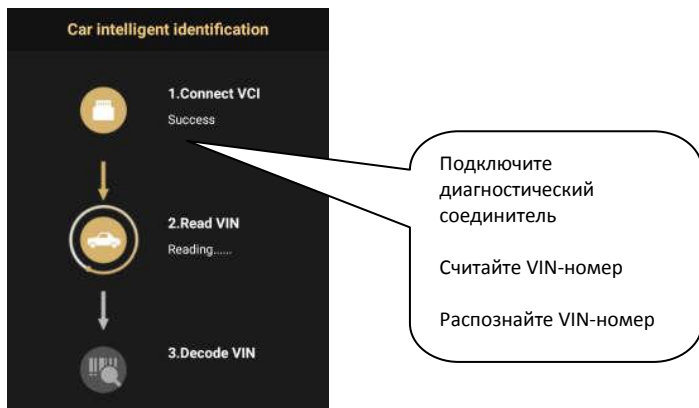 Car intelligent identification
1.Connect VCI
Success
2.Read VIN
Reading......
3.Decode VIN
Подключите
диагностический
соединитель
Считайте VIN-номер
Распознайте VIN-номер